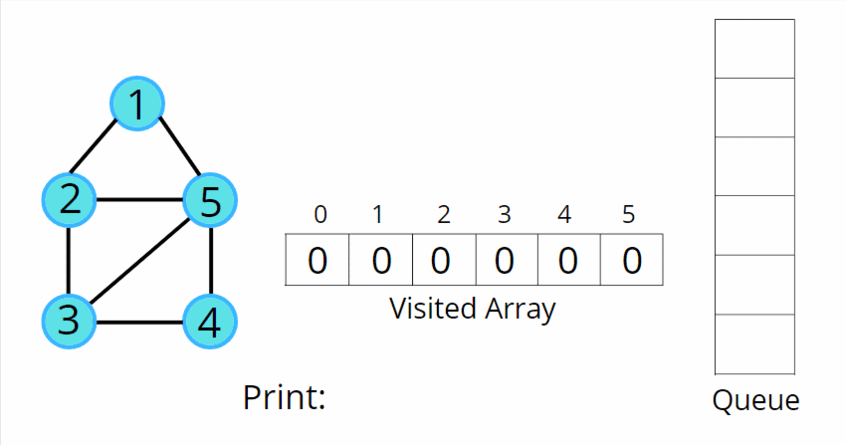 1
2
5
3
4
0 1 2 3 4 5
0 0 0 0 0 0
Visited Array
Print:
Queue